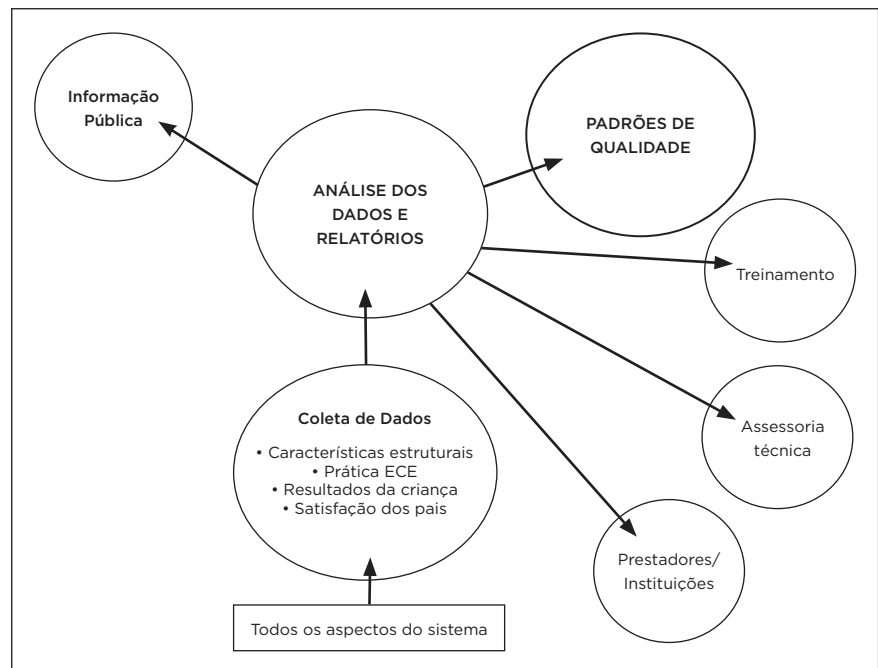 Informação
Pública
PADRÕES DE
QUALIDADE
ANÁLISE DOS
DADOS E
RELATÓRIOS
Treinamento
Coleta de Dados
• Características estruturais
• Prática ECE
• Resultados da criança
• Satisfação dos pais
Assessoria
técnica
Prestadores/
Instituições
Todos os aspectos do sistema